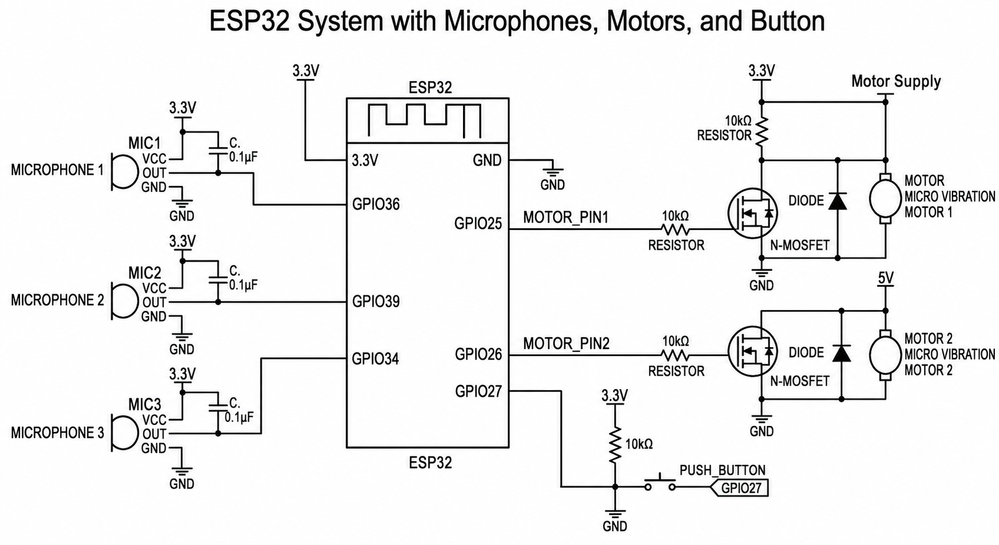 ESP32 System with Microphones, Motors, and Button
3.3V
ESP32
3.3V
GND
GND
GPIO36
GPIO25
GPIO39
GPIO34
GPIO26
GPIO27
ESP32
3.3V
MIC1
C.
0.1µF
VCC
MICROPHONE 1
OUT
GND
GND
3.3V
MIC2
C.
0.1µF
VCC
MICROPHONE 2
OUT
GND
GND
3.3V
MIC3
C.
0.1µF
VCC
MICROPHONE 3
OUT
GND
GND
MOTOR_PIN1
10kΩ
RESISTOR
3.3V
Motor Supply
10kΩ
RESISTOR
DIODE
MOTOR
MICRO VIBRATION
MOTOR 1
N-MOSFET
GND
5V
MOTOR_PIN2
10kΩ
RESISTOR
DIODE
MOTOR 2
MICRO VIBRATION
MOTOR 2
N-MOSFET
GND
3.3V
10kΩ
PUSH_BUTTON
GPIO27
GND